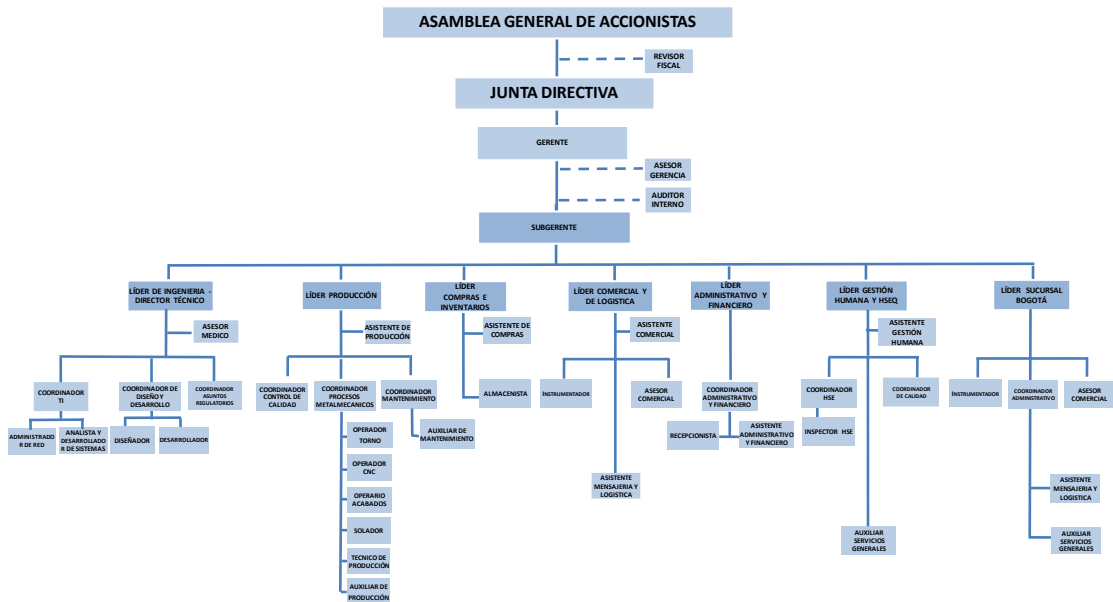 ASAMBLEA GENERAL DE ACCIONISTAS
REVISOR
FISCAL
JUNTA DIRECTIVA
GERENTE
ASESOR
GERENCIA
AUDITOR
INTERNO
SUBGERENTE
LÍDER DE INGENIERIA -
DIRECTOR TÉCNICO
LÍDER PRODUCCIÓN
LÍDER
COMPRAS E
INVENTARIOS
LÍDER COMERCIAL Y
DE LOGISTICA
LÍDER
ADMINISTRATIVO Y
FINANCIERO
LÍDER GESTIÓN
HUMANA Y HSEQ
LÍDER SUCURSAL
BOGOTÁ
ASESOR
MEDICO
ASISTENTE DE
PRODUCCIÓN
ASISTENTE DE
COMPRAS
ASISTENTE
COMERCIAL
ASISTENTE
GESTIÓN
HUMANA
COORDINADOR
TI
COORDINADOR DE
DISEÑO Y
DESARROLLO
COORDINADOR
ASUNTOS
REGULATORIOS
COORDINADOR
CONTROL DE
CALIDAD
COORDINADOR
PROCESOS
METALMECANICOS
COORDINADOR
MANTENIMIENTO
ALMACENISTA
INSTRUMENTADOR
ASESOR
COMERCIAL
COORDINADOR
ADMINISTRATIVO
Y FINANCIERO
COORDINADOR
HSE
COORDINADOR
DE CALIDAD
INSTRUMENTADOR
COORDINADOR
ADMINISTRATIVO
ASESOR
COMERCIAL
ADMINISTRADO
R DE RED
ANALISTA Y
DESARROLLADO
R DE SISTEMAS
DISEÑADOR
DESARROLLADOR
OPERADOR
TORNO
AUXILIAR DE
MANTENIMIENTO
RECEPCIONISTA
ASISTENTE
ADMINISTRATIVO
Y FINANCIERO
INSPECTOR HSE
OPERADOR
CNC
OPERARIO
ACABADOS
SOLADOR
TECNICO DE
PRODUCCIÓN
AUXILIAR DE
PRODUCCIÓN
ASISTENTE
MENSAJERIA Y
LOGISTICA
AUXILIAR
SERVICIOS
GENERALES
ASISTENTE
MENSAJERIA Y
LOGISTICA
AUXILIAR
SERVICIOS
GENERALES